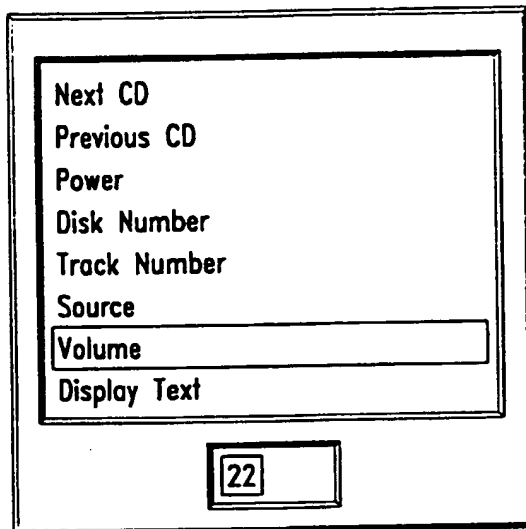 Next CD
Previous CD
Power
Disk Number
Track Number
Source
Volume
Display Text
22